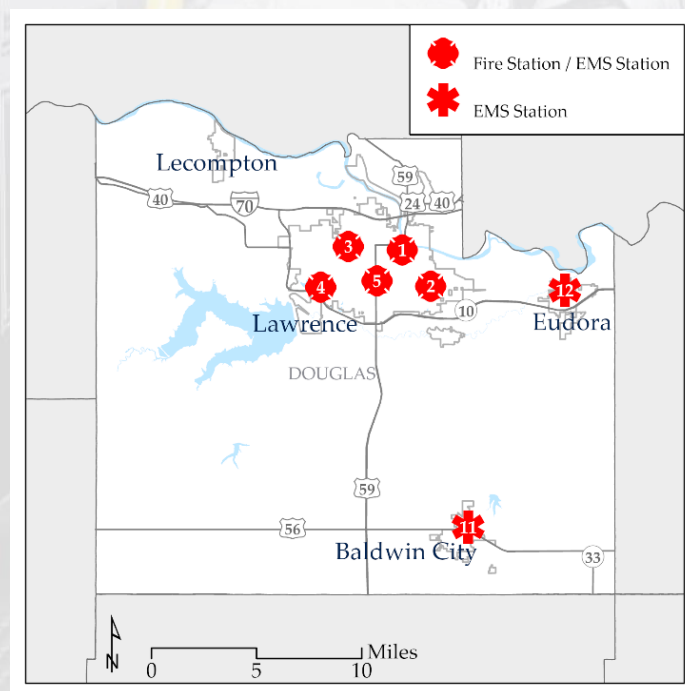 Fire Station / EMS Station
EMS Station
Lecompton
59
40
70
24
40
3
1
4
5
2
12
Lawrence
10
Eudora
DOUGLAS
59
56
11
Baldwin City
33
N
Miles
0
5
10